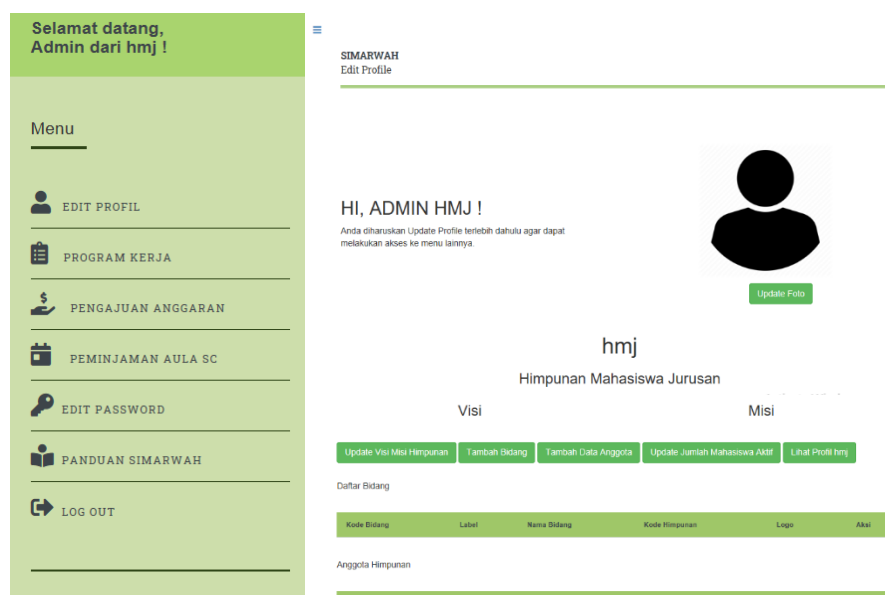 Selamat datang,
Admin dari hmj !
Menu
EDIT PROFIL
PROGRAM KERJA
PENGAJUAN ANGGARAN
PEMINJAMAN AULA SC
EDIT PASSWORD
PANDUAN SIMARWAH
LOG OUT
SIMARWAH
Edit Profile
HI, ADMIN HMJ !
Anda diharuskan Update Profile terlebih dahulu agar dapat
melakukan akses ke menu lainnya.
Update Foto
hmj
Himpunan Mahasiswa Jurusan
Visi Misi
Update Visi Misi Himpunan Tambah Bidang Tambah Data Anggota Update Jumlah Mahasiswa Aktif Lihat Profil hmj
Daftar Bidang
Kode Bidang Label Nama Bidang Kode Himpunan Logo Aksi
Anggota Himpunan